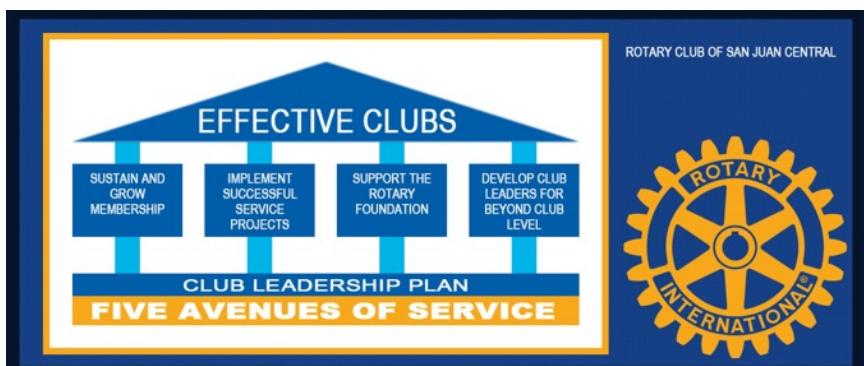 ROTARY CLUB OF SAN JUAN CENTRAL
EFFECTIVE CLUBS
SUSTAIN AND
GROW
MEMBERSHIP
IMPLEMENT
SUCCESSFUL
SERVICE
PROJECTS
SUPPORT THE
ROTARY
FOUNDATION
DEVELOP CLUB
LEADERS FOR
BEYOND CLUB
LEVEL
CLUB LEADERSHIP PLAN
FIVE AVENUES OF SERVICE
ROTARY
INTERNATIONAL®